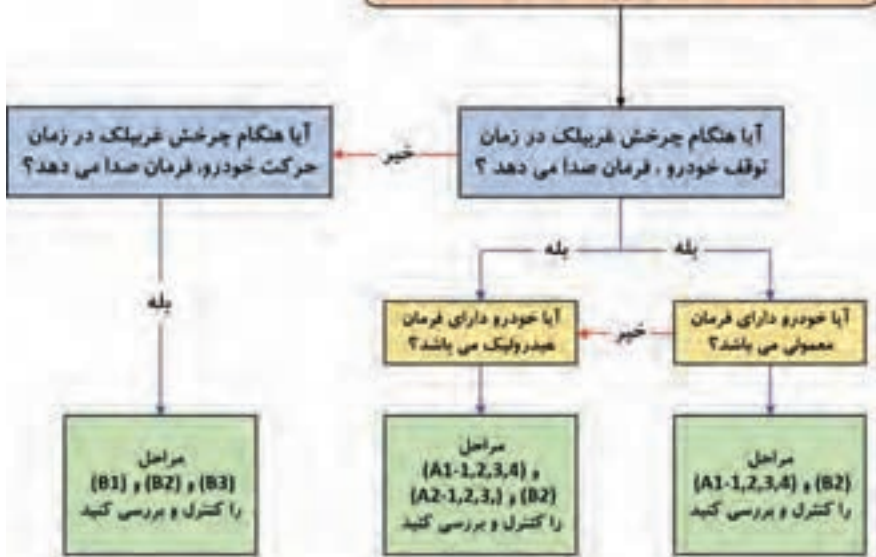 آیا هنگام چرخش غربیلک در زمان
توقف خودرو ، فرمان صدا می دهد ؟
خیر
آیا هنگام چرخش غربیلک در زمان
حرکت خودرو، فرمان صدا می دهد؟
بله
بله
بله
آیا خودرو دارای فرمان
معمولی می باشد؟
خیر
آیا خودرو دارای فرمان
هیدرولیک می باشد؟
مراحل
(A1-1,2,3,4) و (B2)
را کنترل و بررسی کنید
مراحل
(A1-1,2,3,4) و
(A2-1,2,3,) و (B2)
را کنترل و بررسی کنید
مراحل
(B1) و (B2) و (B3)
را کنترل و بررسی کنید